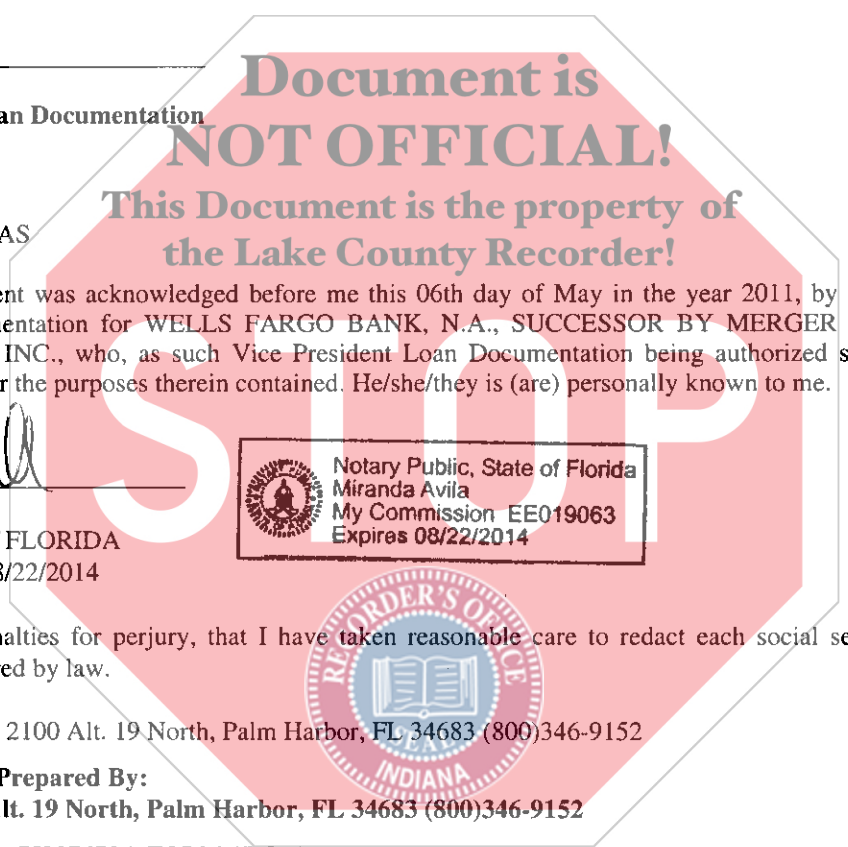 Document is
an Documentation
NOT OFFICIAL!
This Document is the property of
AS
the Lake County Recorder!
ent was acknowledged before me this 06th day of May in the year 2011, by
entation for WELLS FARGO BANK, N.A., SUCCESSOR BY MERGER
INC., who, as such Vice President Loan Documentation being authorized s
r the purposes therein contained. He/she/they is (are) personally known to me.
STOP
Notary Public, State of Florida
Miranda Avila
My Commission EE019063
Expires 08/22/2014
FLORIDA
8/22/2014
RECORDER'S OFFICE
nalties for perjury, that I have taken reasonable care to redact each social se
ed by law.
2100 Alt. 19 North, Palm Harbor, FL 34683 (800)346-9152
SEAL
INDIANA
Prepared By:
lt. 19 North, Palm Harbor, FL 34683 (800)346-9152